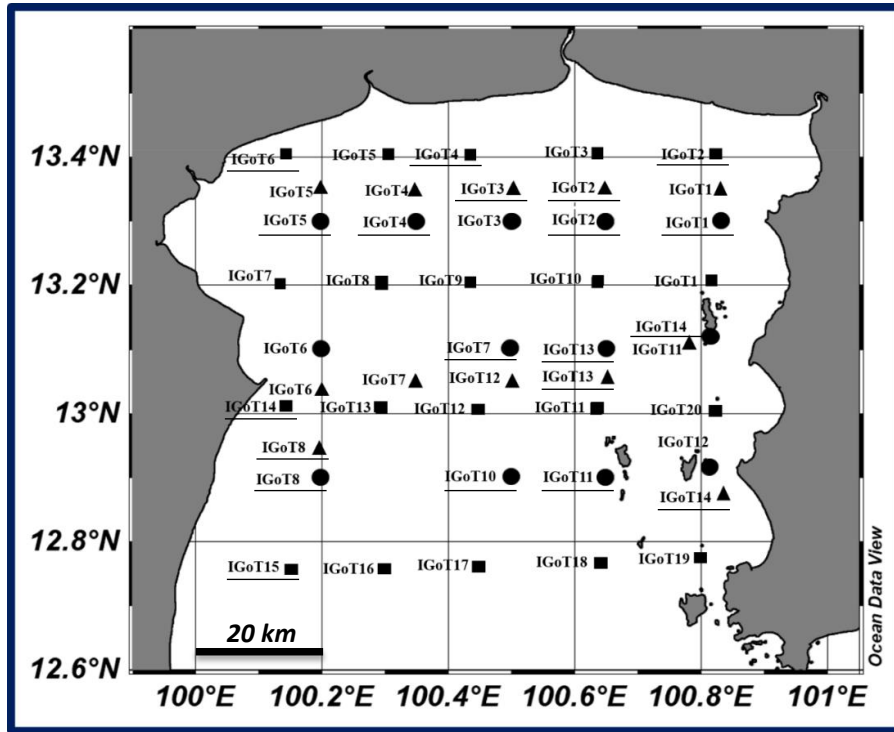 13.4°N
IGoT6
IGoT5
IGoT4
IGoT3
IGoT2
IGoT5
IGoT4
IGoT3
IGoT2
IGoT1
IGoT5
IGoT4
IGoT3
IGoT2
IGoT1
13.2°N
IGoT7
IGoT8
IGoT9
IGoT10
IGoT1
IGoT14
IGoT6
IGoT7
IGoT13
IGoT11
IGoT6
IGoT7
IGoT12
IGoT13
13°N
IGoT14
IGoT13
IGoT12
IGoT11
IGoT20
IGoT8
IGoT12
IGoT8
IGoT10
IGoT11
IGoT14
12.8°N
IGoT15
IGoT16
IGoT17
IGoT18
IGoT19
20 km
12.6°N
100°E
100.2°E
100.4°E
100.6°E
100.8°E
101°E
Ocean Data View